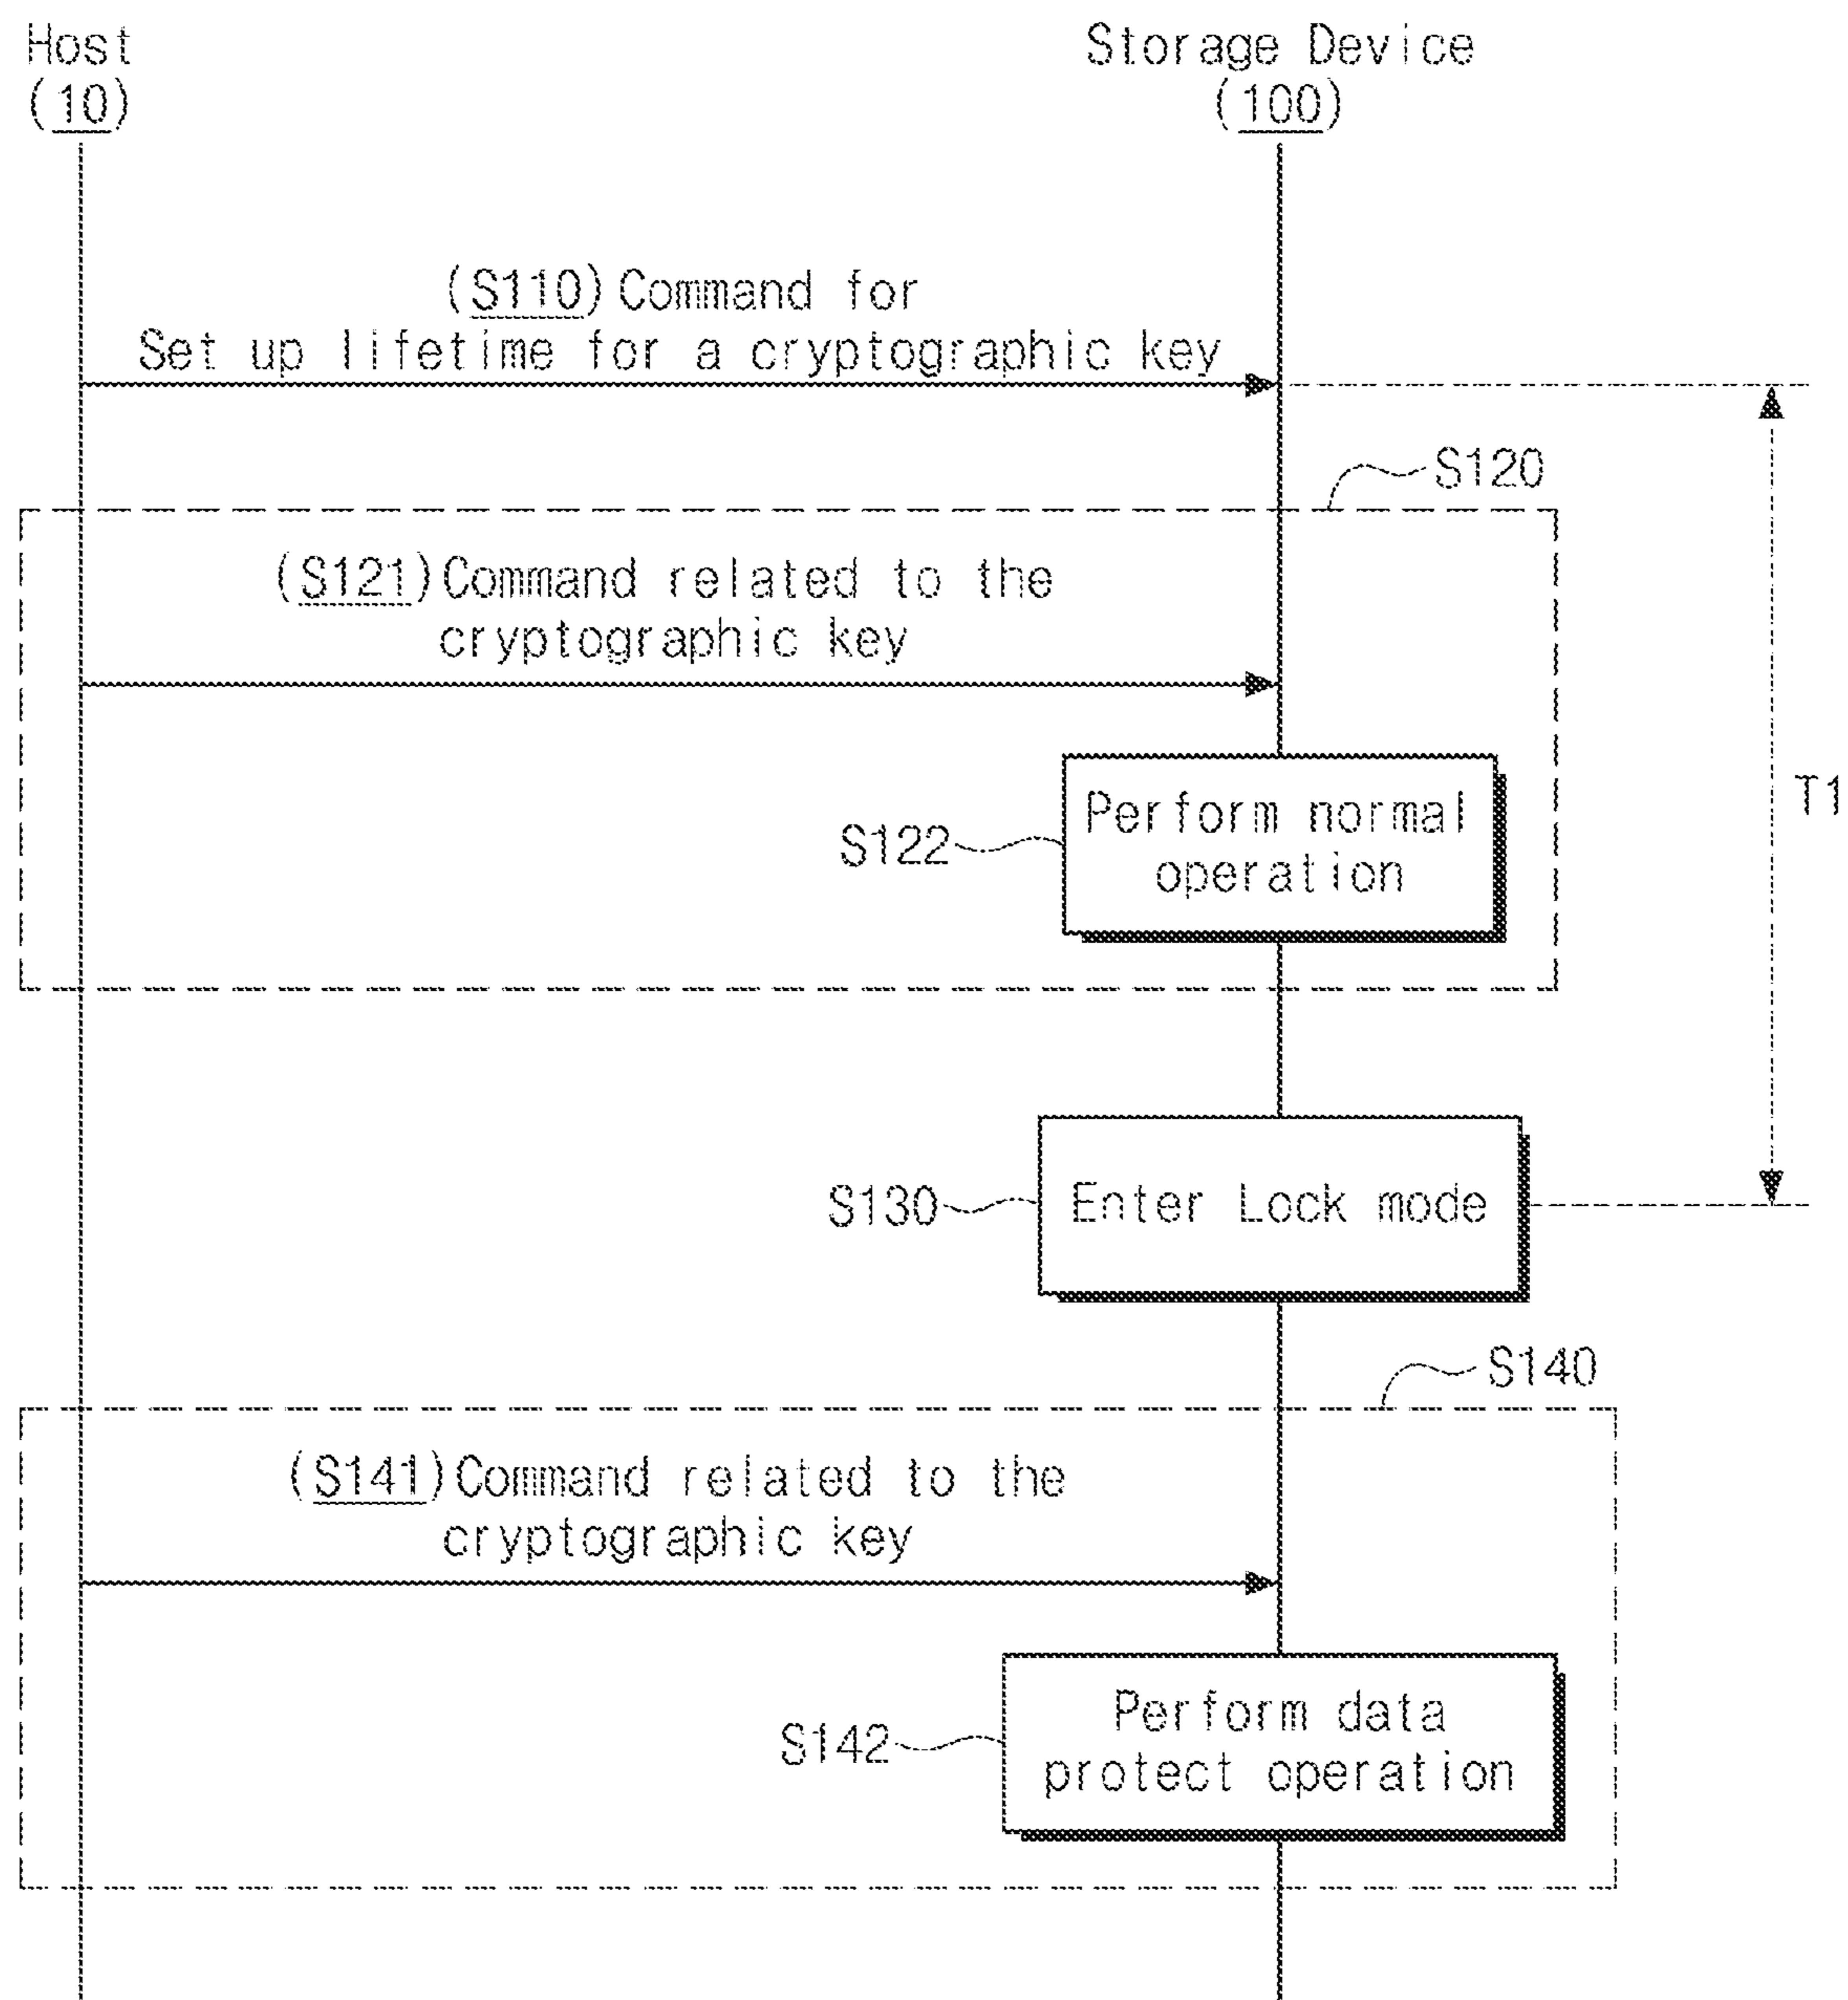 Host
(10)
Storage Device
(100)
(S110) Command for
Set up lifetime for a cryptographic key
S120
(S121) Command related to the
cryptographic key
T1
S122
Perform normal
operation
S130
Enter Lock mode
S140
(S141) Command related to the
cryptographic key
S142
Perform data
protect operation